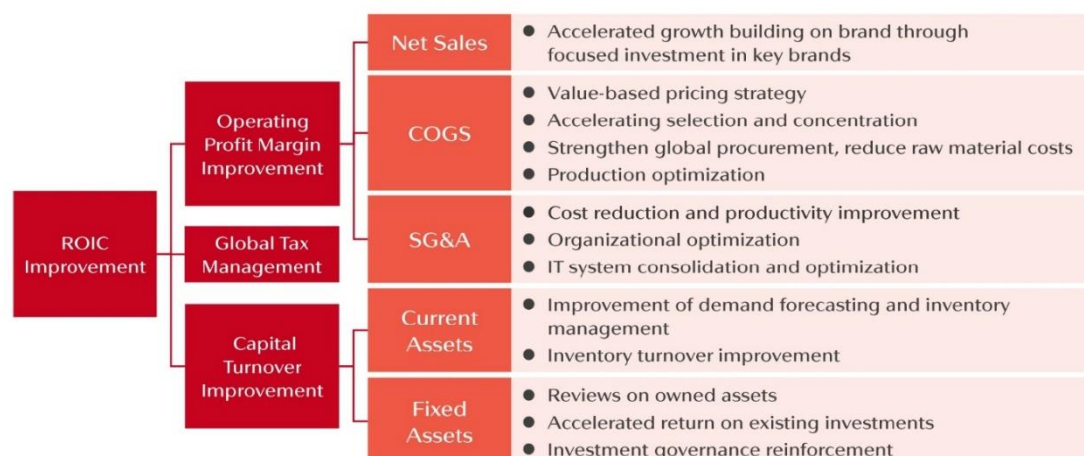 ROIC
Improvement
Operating
Profit Margin
Improvement
Global Tax
Management
Capital
Turnover
Improvement
Net Sales
● Accelerated growth building on brand through
focused investment in key brands
COGS
● Value-based pricing strategy
● Accelerating selection and concentration
● Strengthen global procurement, reduce raw material costs
● Production optimization
SG&A
● Cost reduction and productivity improvement
● Organizational optimization
● IT system consolidation and optimization
Current
Assets
● Improvement of demand forecasting and inventory
management
● Inventory turnover improvement
Fixed
Assets
● Reviews on owned assets
● Accelerated return on existing investments
● Investment governance reinforcement